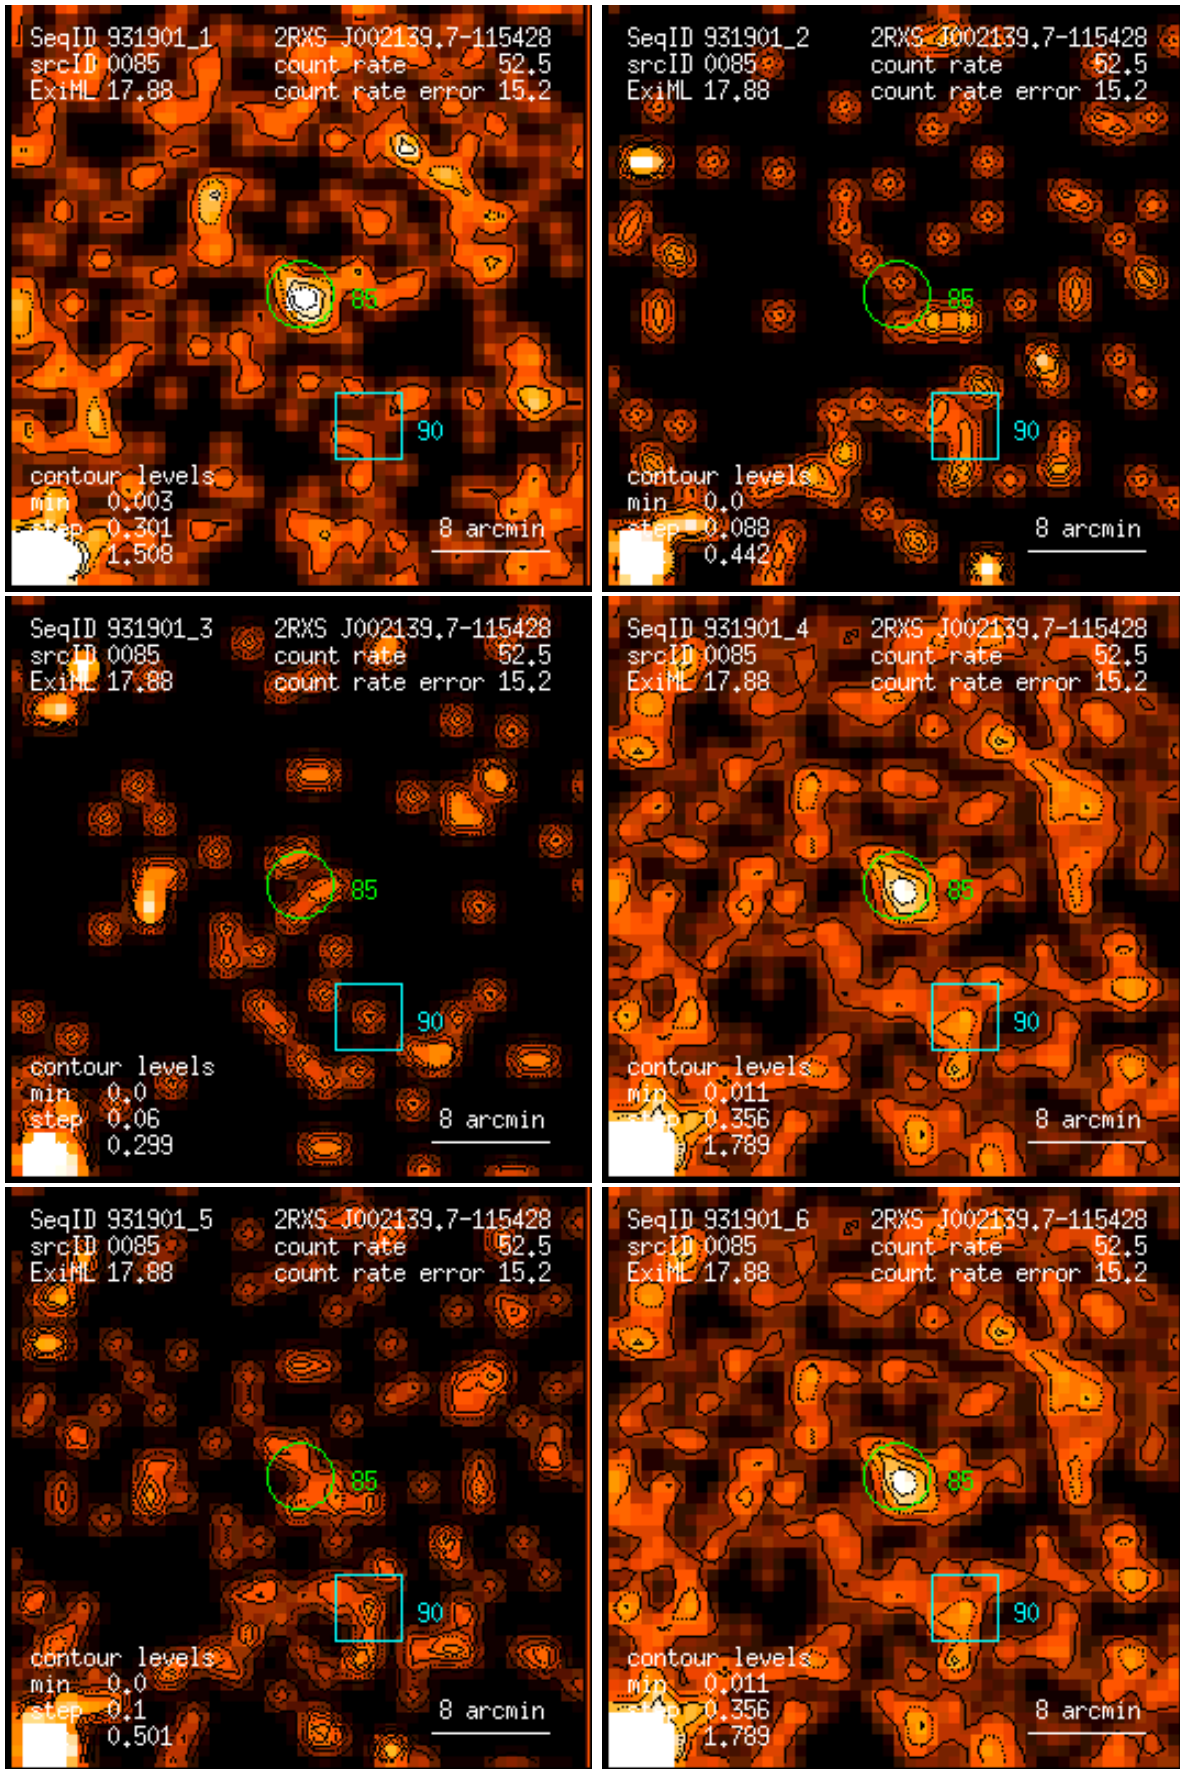 SeqID 931901_1 2RXS J002139.7-115428
srcID 0085 count rate 52.5
ExiML 17.88 count rate error 15.2
85
90
contour levels
min 0.003
step 0.301
1.508
8 arcmin
SeqID 931901_2 2RXS J002139.7-115428
srcID 0085 count rate 52.5
ExiML 17.88 count rate error 15.2
85
90
contour levels
min 0.0
step 0.088
0.442
8 arcmin
SeqID 931901_3 2RXS J002139.7-115428
srcID 0085 count rate 52.5
ExiML 17.88 count rate error 15.2
85
90
contour levels
min 0.0
step 0.06
0.299
8 arcmin
SeqID 931901_4 2RXS J002139.7-115428
srcID 0085 count rate 52.5
ExiML 17.88 count rate error 15.2
85
90
contour levels
min 0.011
step 0.356
1.789
8 arcmin
SeqID 931901_5 2RXS J002139.7-115428
srcID 0085 count rate 52.5
ExiML 17.88 count rate error 15.2
85
90
contour levels
min 0.0
step 0.1
0.501
8 arcmin
SeqID 931901_6 2RXS J002139.7-115428
srcID 0085 count rate 52.5
ExiML 17.88 count rate error 15.2
85
90
contour levels
min 0.011
step 0.356
1.789
8 arcmin